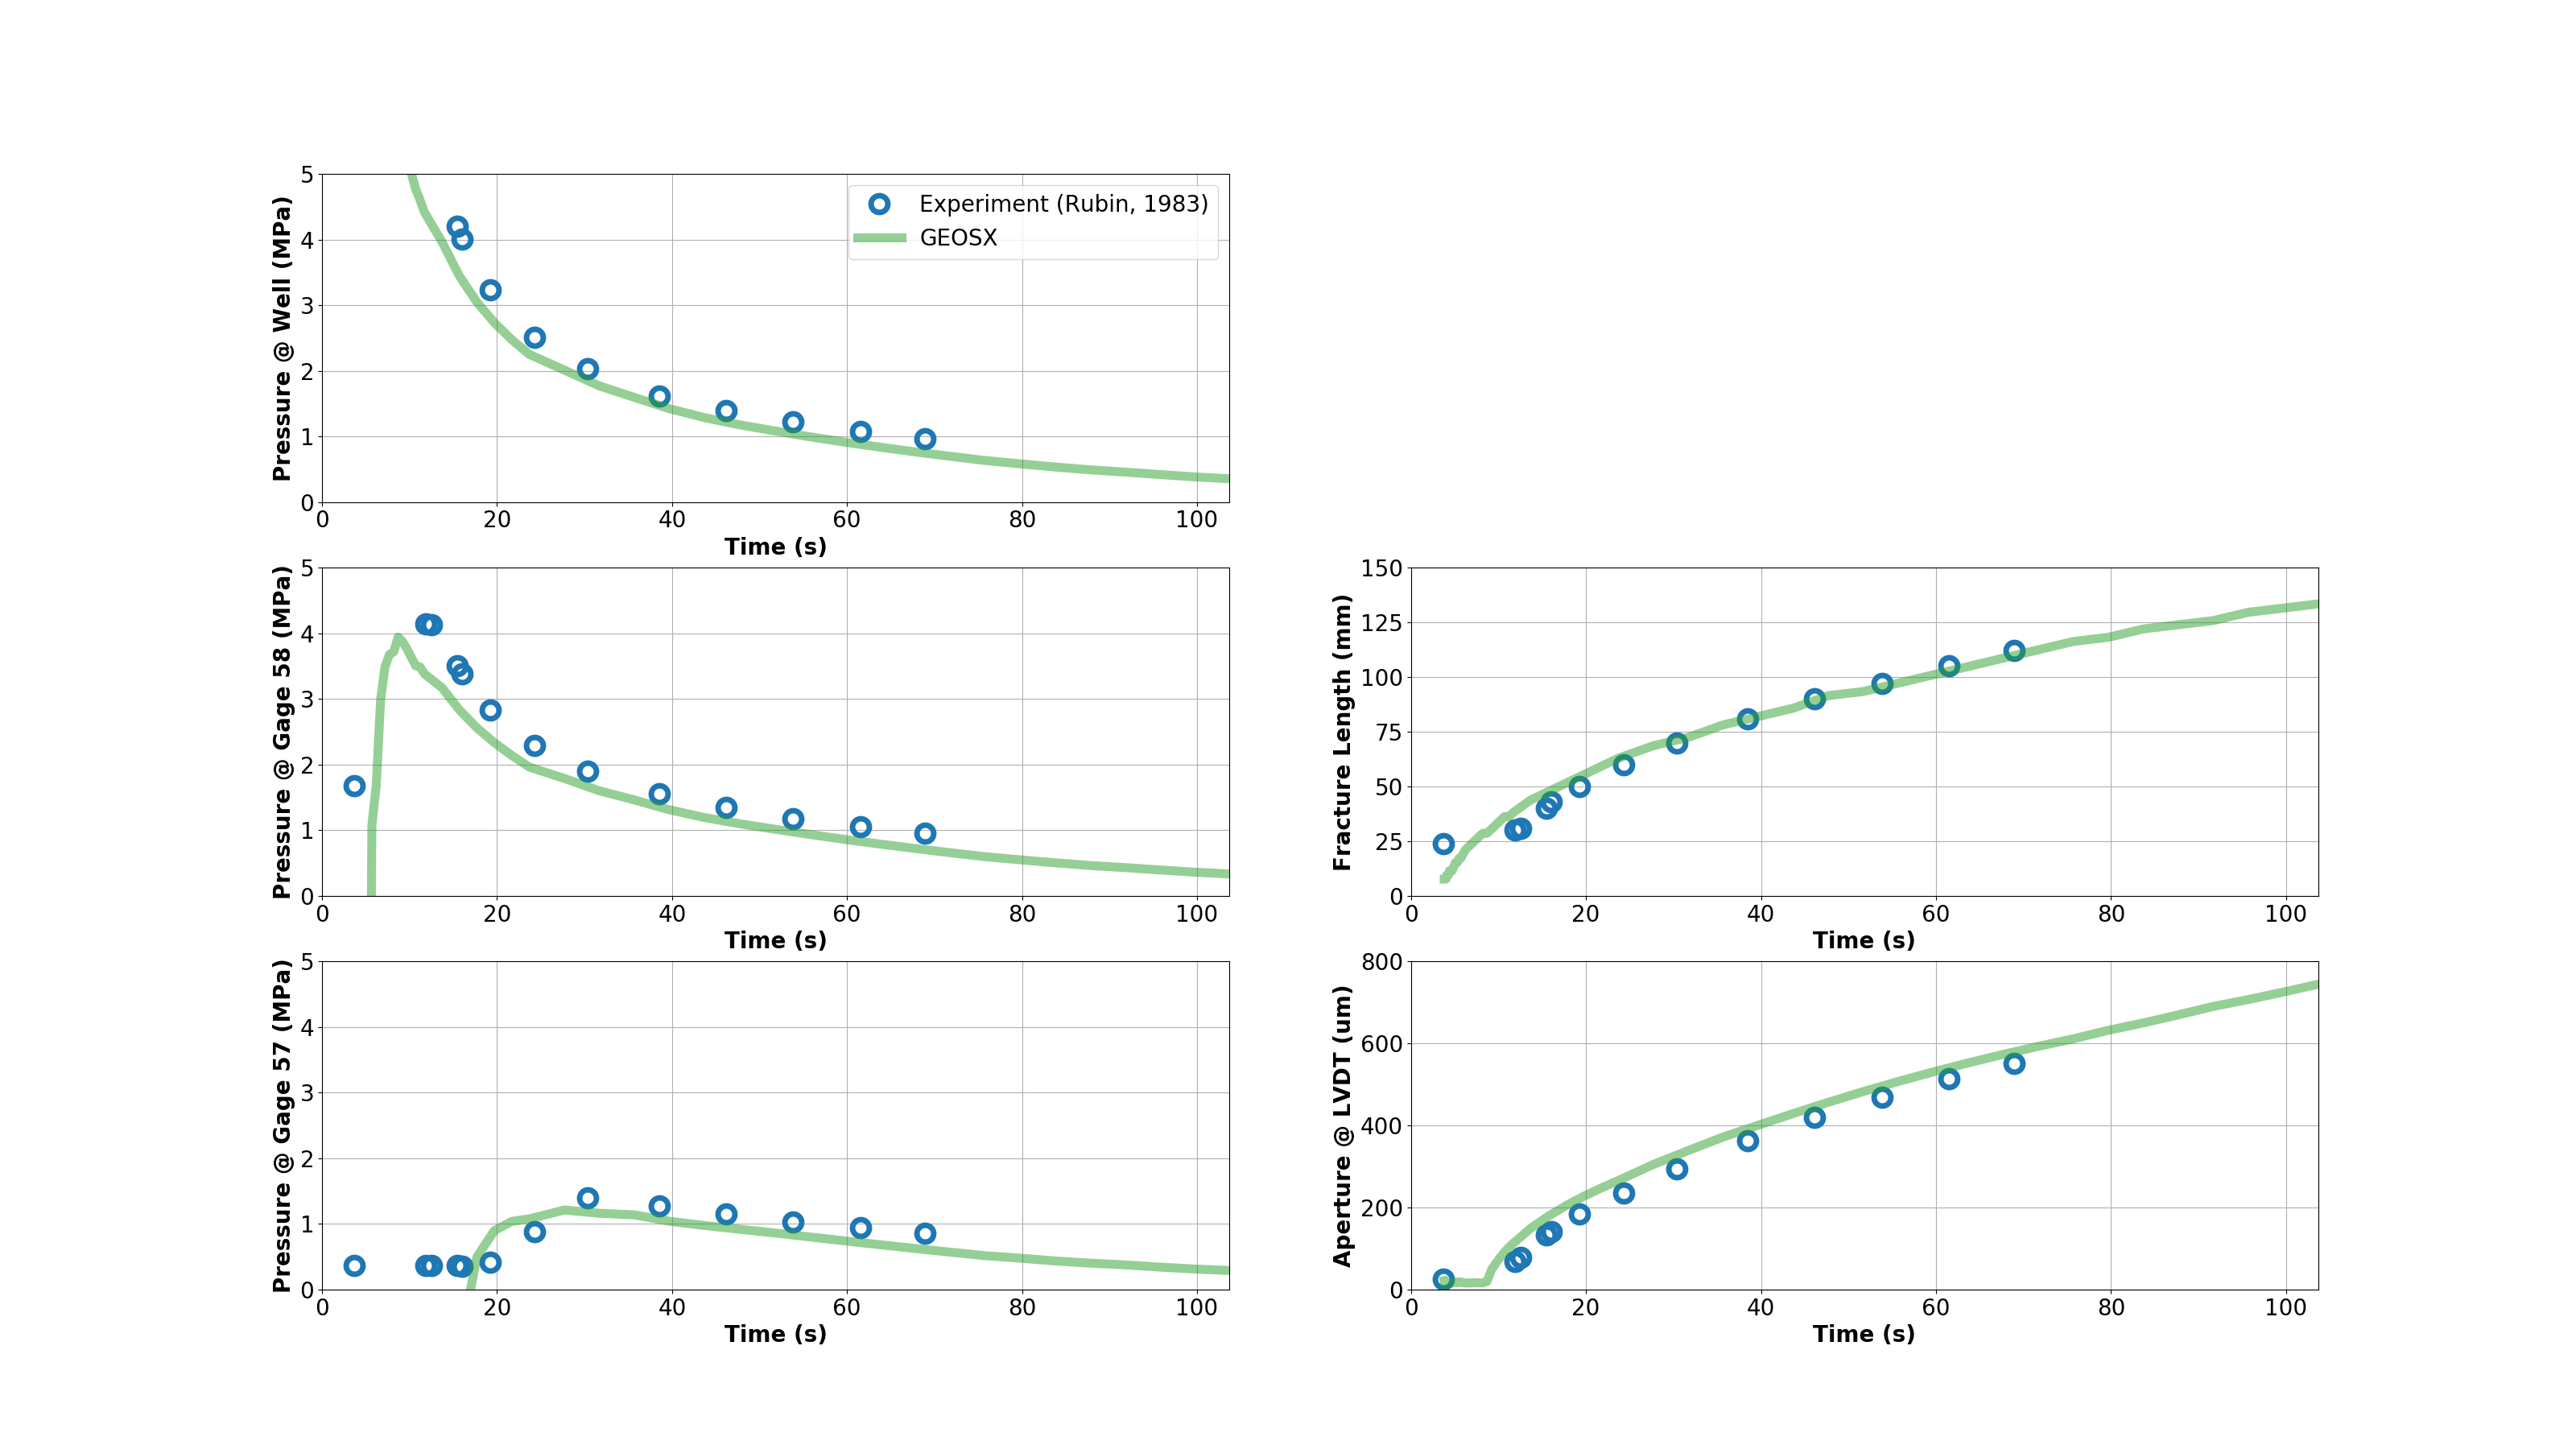 Pressure @ Well (MPa)
5
4
3
2
1
0
Experiment (Rubin, 1983)
GEOSX
0 20 40 60 80 100
Time (s)
Pressure @ Gage 58 (MPa)
5
4
3
2
1
0
0 20 40 60 80 100
Time (s)
Fracture Length (mm)
150
125
100
75
50
25
0
0 20 40 60 80 100
Time (s)
Pressure @ Gage 57 (MPa)
5
4
3
2
1
0
0 20 40 60 80 100
Time (s)
Aperture @ LVDT (um)
800
600
400
200
0
0 20 40 60 80 100
Time (s)